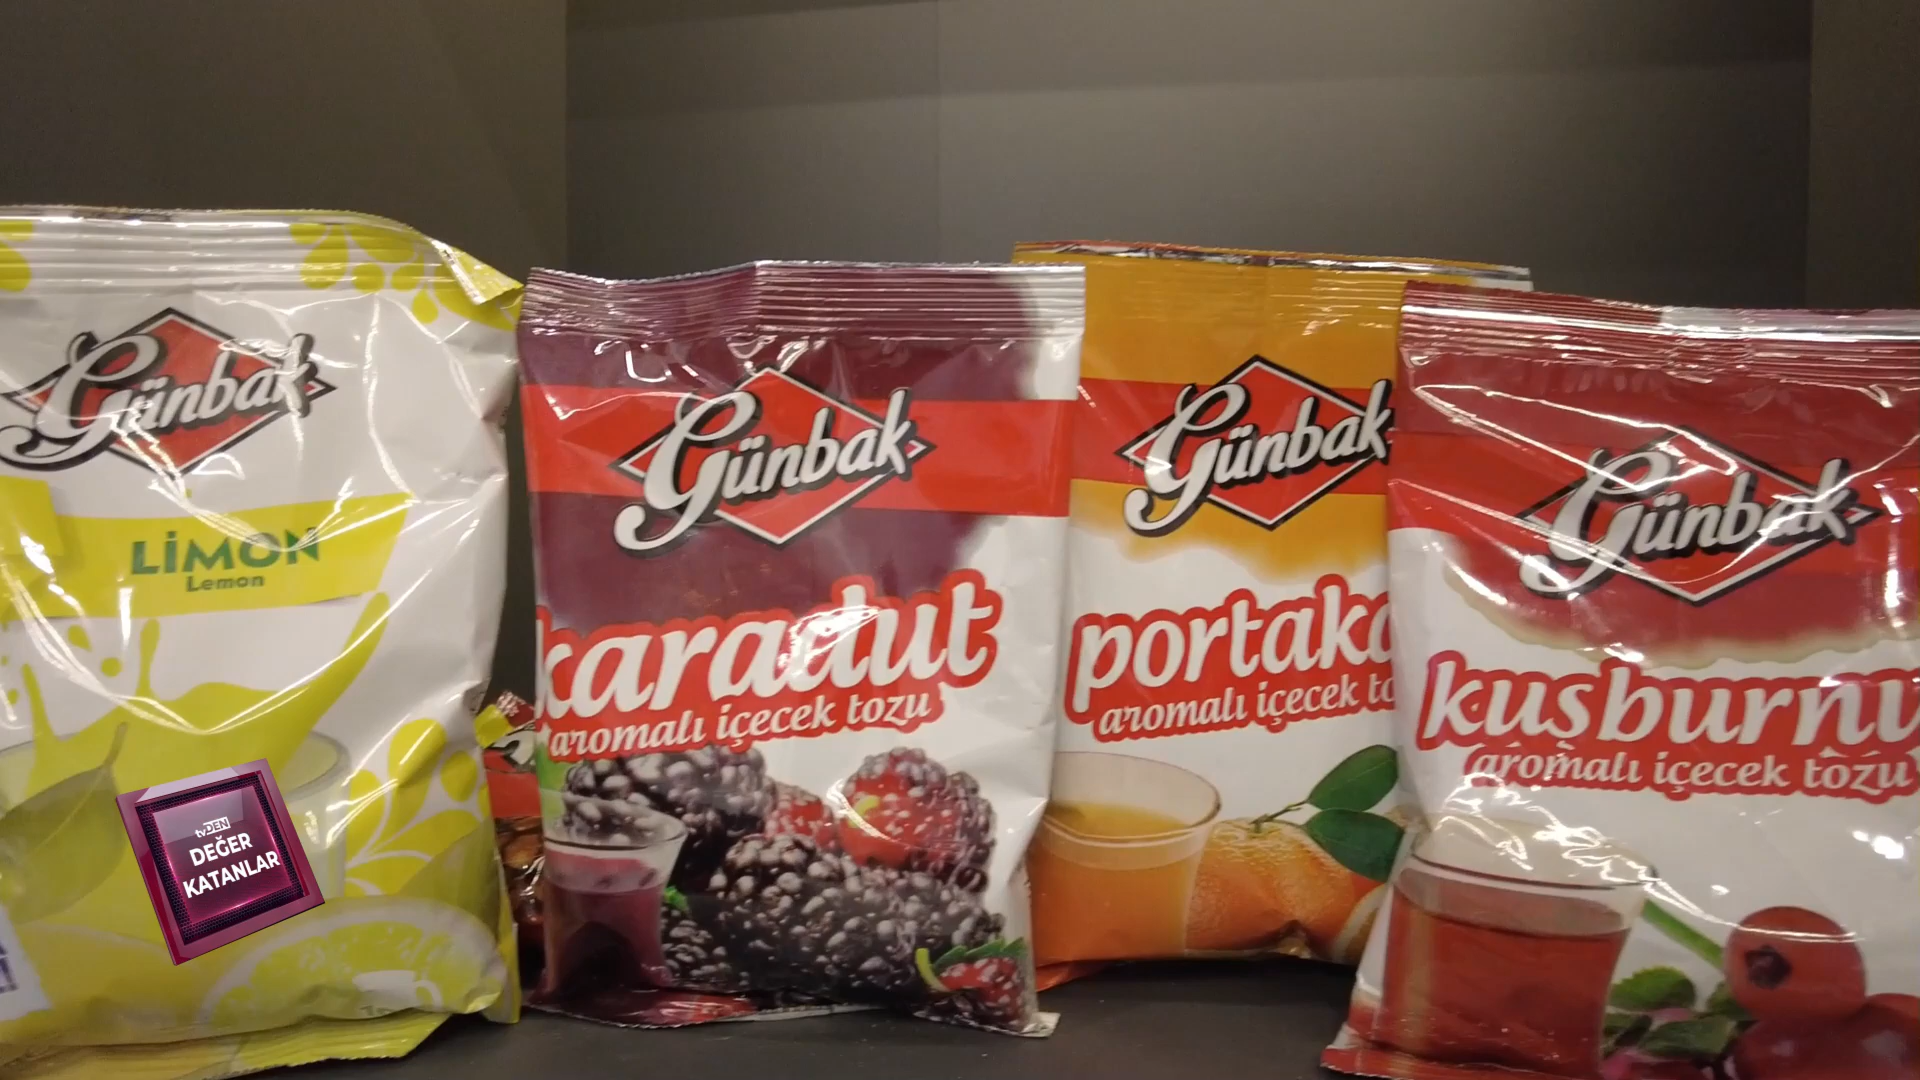 Günbak
LİMON
Lemon
tvDEN
DEĞER
KATANLAR
Günbak
karadut
aromalı içecek tozu
Günbak
portaka
aromalı içecek to
Günbak
kuşburnu
aromalı içecek tozu